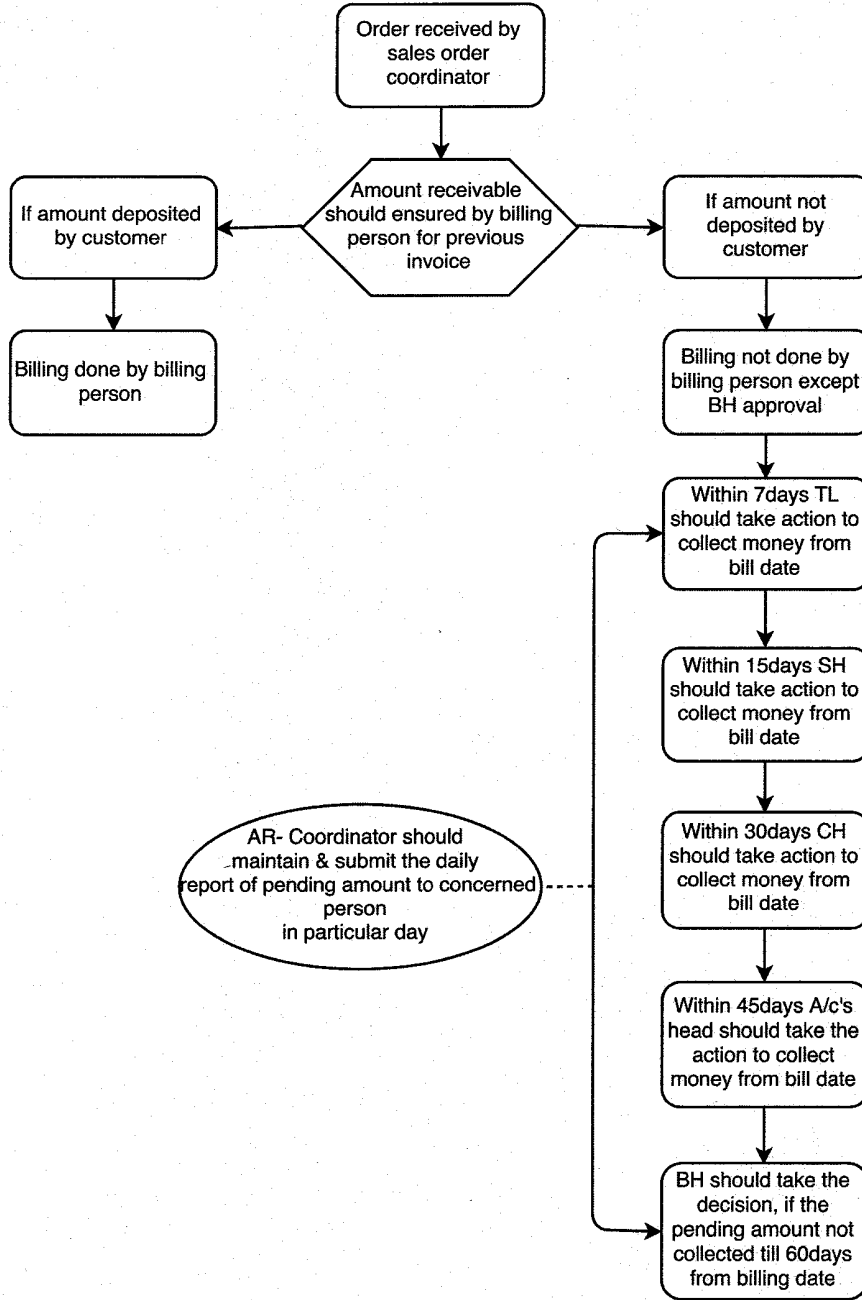 Order received by
sales order
coordinator
Amount receivable
should ensured by billing
person for previous
invoice
If amount deposited
by customer
Billing done by billing
person
If amount not
deposited by
customer
Billing not done by
billing person except
BH approval
Within 7days TL
should take action to
collect money from
bill date
Within 15days SH
should take action to
collect money from
bill date
Within 30days CH
should take action to
collect money from
bill date
Within 45days A/c's
head should take the
action to collect
money from bill date
BH should take the
decision, if the
pending amount not
collected till 60days
from billing date
AR- Coordinator should
maintain & submit the daily
report of pending amount to concerned
person
in particular day